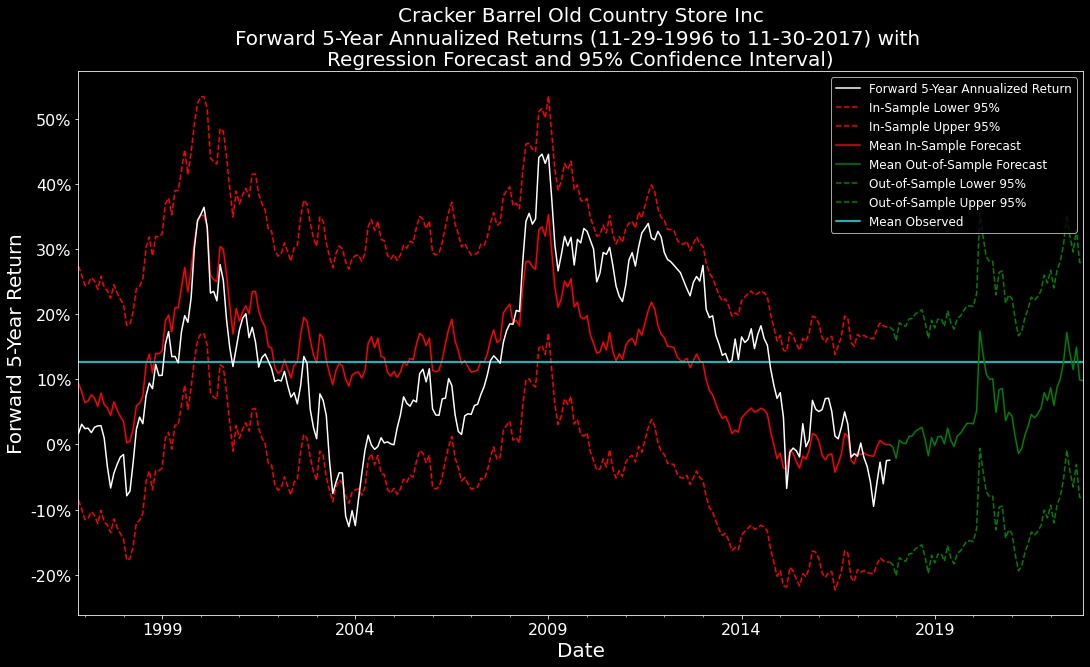 Cracker Barrel Old Country Store Inc
Forward 5-Year Annualized Returns (11-29-1996 to 11-30-2017) with
Regression Forecast and 95% Confidence Interval)
Forward 5-Year Annualized Return
In-Sample Lower 95%
In-Sample Upper 95%
Mean In-Sample Forecast
Mean Out-of-Sample Forecast
Out-of-Sample Lower 95%
Out-of-Sample Upper 95%
Mean Observed
Forward 5-Year Return
50%
40%
30%
20%
10%
0%
-10%
-20%
1999 2004 2009 2014 2019
Date